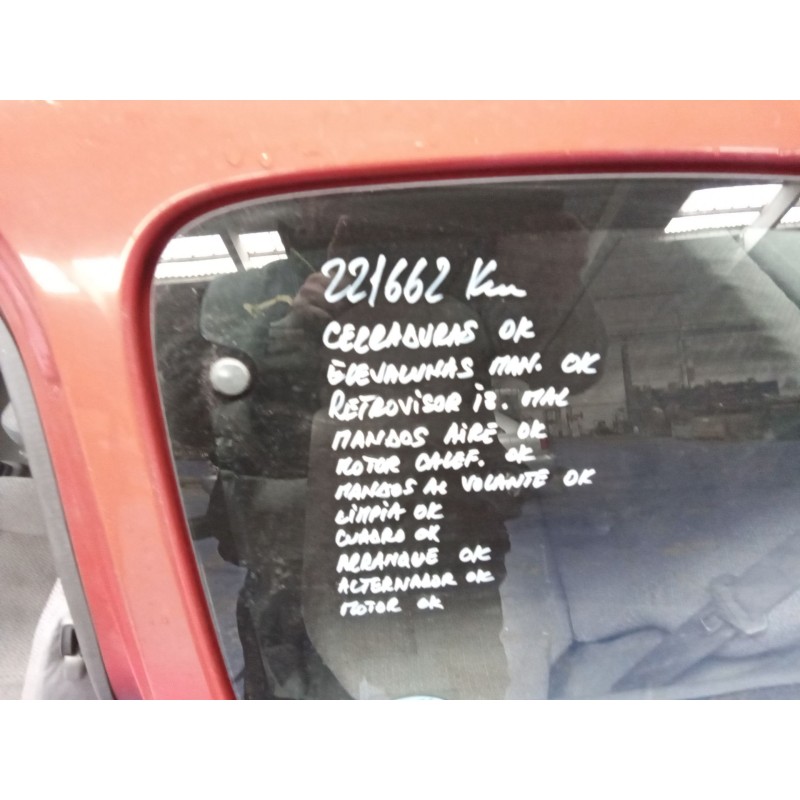 221662 Km
CERRADURAS OK
ELEVALUNAS MAN. OK
RETROVISOR IZ. MAL
MANDOS AIRE OK
MOTOR CALEF. OK
MANDOS AL VOLANTE OK
LIMPIA OK
CUADRO OK
ARRANQUE OK
ALTERNADOR OK
MOTOR OK